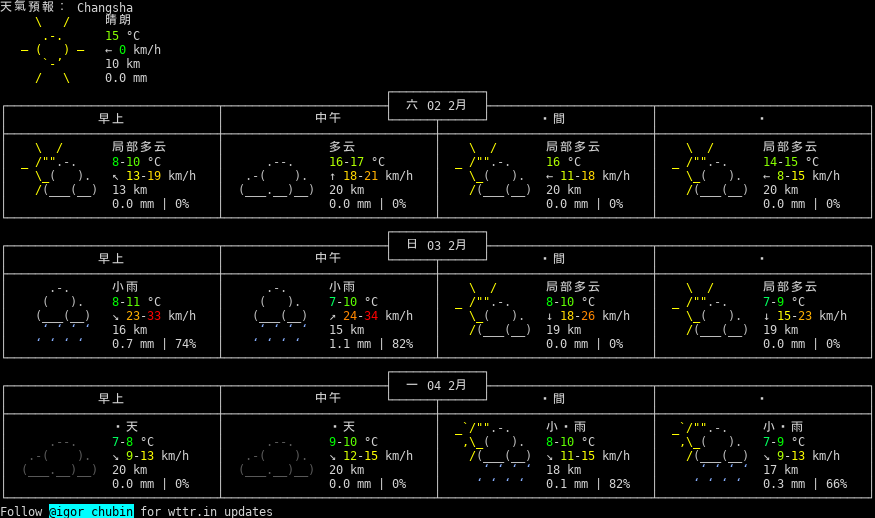 天氣預報： Changsha
晴朗
15 °C
← 0 km/h
10 km
0.0 mm
六 02 2月
早上 中午 ・間 ・
局部多云 多云 局部多云 局部多云
8-10 °C 16-17 °C 16 °C 14-15 °C
↖ 13-19 km/h ↑ 18-21 km/h ← 11-18 km/h ← 8-15 km/h
13 km 20 km 20 km 20 km
0.0 mm | 0% 0.0 mm | 0% 0.0 mm | 0% 0.0 mm | 0%
日 03 2月
早上 中午 ・間 ・
小雨 小雨 局部多云 局部多云
8-11 °C 7-10 °C 8-10 °C 7-9 °C
↘ 23-33 km/h ↗ 24-34 km/h ↓ 18-26 km/h ↓ 15-23 km/h
16 km 15 km 19 km 19 km
0.7 mm | 74% 1.1 mm | 82% 0.0 mm | 0% 0.0 mm | 0%
一 04 2月
早上 中午 ・間 ・
・天 ・天 小・雨 小・雨
7-8 °C 9-10 °C 8-10 °C 7-9 °C
↘ 9-13 km/h ↘ 12-15 km/h ↘ 11-15 km/h ↘ 9-13 km/h
20 km 20 km 18 km 17 km
0.0 mm | 0% 0.0 mm | 0% 0.1 mm | 82% 0.3 mm | 66%
Follow @igor_chubin for wttr.in updates